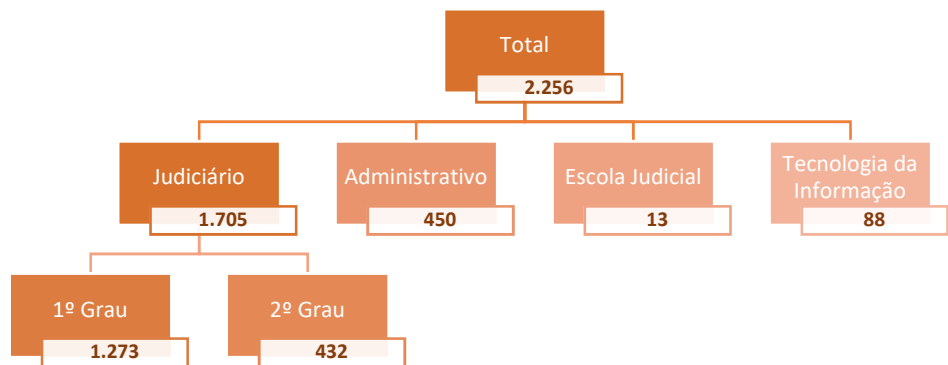 Total
2.256
Judiciário
1.705
Administrativo
450
Escola Judicial
13
Tecnologia da
Informação
88
1º Grau
1.273
2º Grau
432